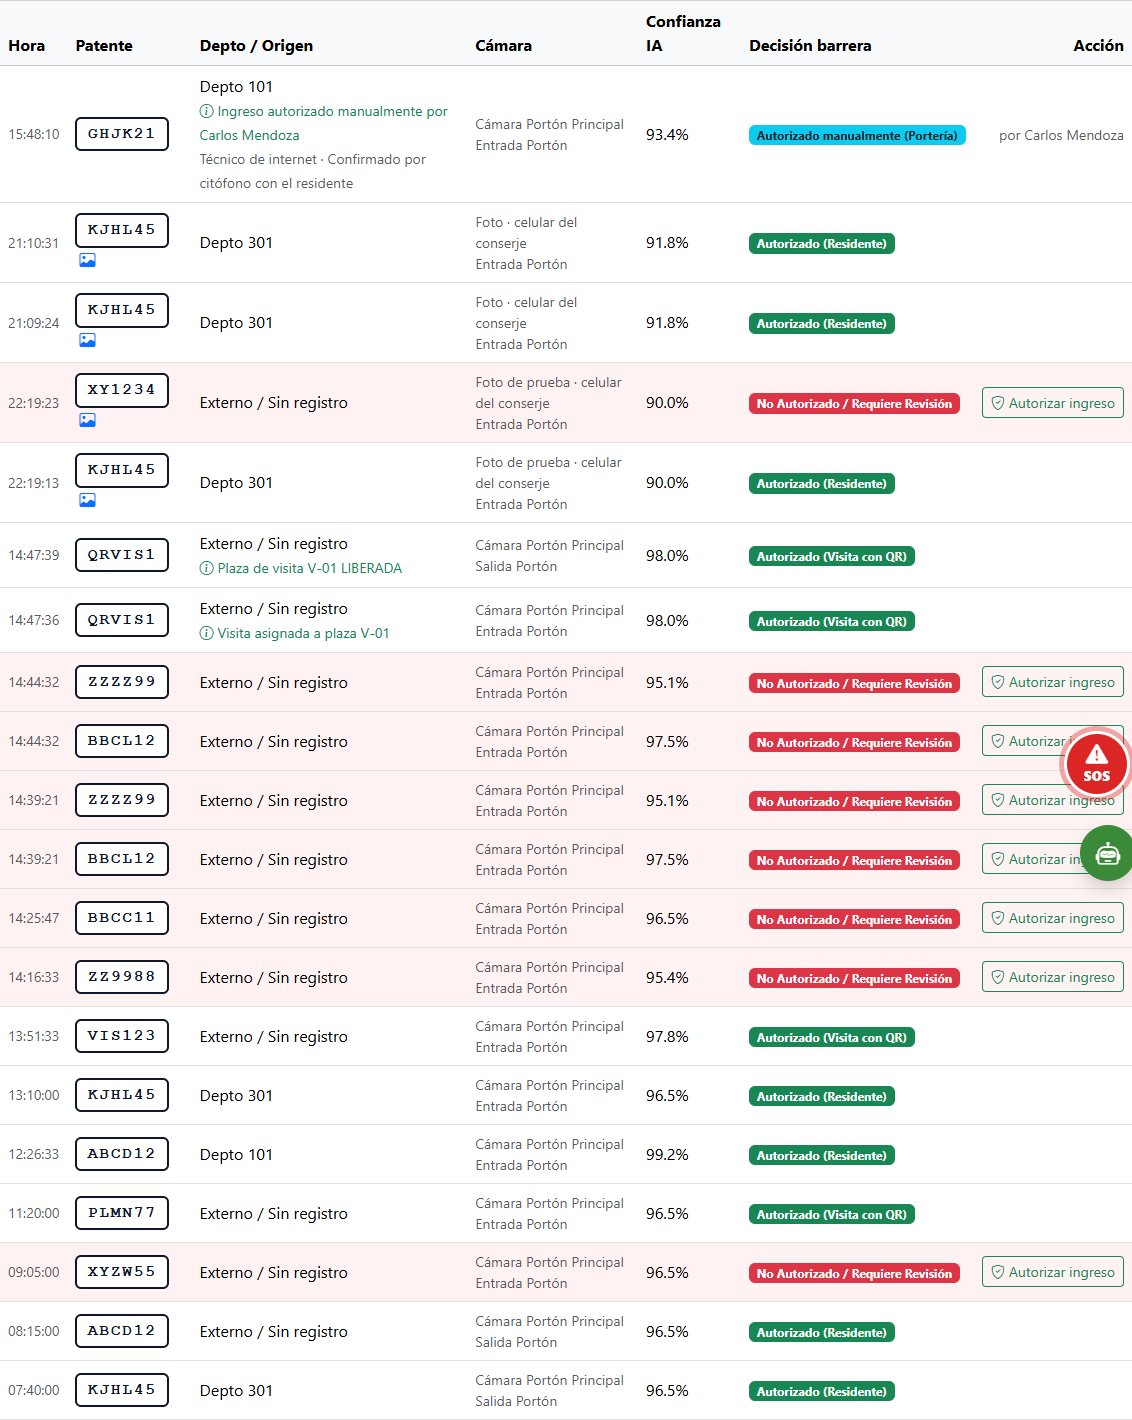 Hora Patente Depto / Origen Cámara Confianza IA Decisión barrera Acción
15:48:10 GHJK21 Depto 101
Ingreso autorizado manualmente por
Carlos Mendoza
Técnico de internet · Confirmado por
citófono con el residente
Cámara Portón Principal
Entrada Portón
93.4% Autorizado manualmente (Portería) por Carlos Mendoza
21:10:31 KJHL45 Depto 301
Foto · celular del
conserje
Entrada Portón
91.8% Autorizado (Residente)
21:09:24 KJHL45 Depto 301
Foto · celular del
conserje
Entrada Portón
91.8% Autorizado (Residente)
22:19:23 XY1234 Externo / Sin registro
Foto de prueba · celular
del conserje
Entrada Portón
90.0% No Autorizado / Requiere Revisión Autorizar ingreso
22:19:13 KJHL45 Depto 301
Foto de prueba · celular
del conserje
Entrada Portón
90.0% Autorizado (Residente)
14:47:39 QRVIS1 Externo / Sin registro
Plaza de visita V-01 LIBERADA
Cámara Portón Principal
Salida Portón
98.0% Autorizado (Visita con QR)
14:47:36 QRVIS1 Externo / Sin registro
Visita asignada a plaza V-01
Cámara Portón Principal
Entrada Portón
98.0% Autorizado (Visita con QR)
14:44:32 ZZZZ99 Externo / Sin registro
Cámara Portón Principal
Entrada Portón
95.1% No Autorizado / Requiere Revisión Autorizar ingreso
14:44:32 BBCL12 Externo / Sin registro
Cámara Portón Principal
Entrada Portón
97.5% No Autorizado / Requiere Revisión Autorizar
SOS
14:39:21 ZZZZ99 Externo / Sin registro
Cámara Portón Principal
Entrada Portón
95.1% No Autorizado / Requiere Revisión Autorizar ingreso
14:39:21 BBCL12 Externo / Sin registro
Cámara Portón Principal
Entrada Portón
97.5% No Autorizado / Requiere Revisión Autorizar
14:25:47 BBCC11 Externo / Sin registro
Cámara Portón Principal
Entrada Portón
96.5% No Autorizado / Requiere Revisión Autorizar ingreso
14:16:33 ZZ9988 Externo / Sin registro
Cámara Portón Principal
Entrada Portón
95.4% No Autorizado / Requiere Revisión Autorizar ingreso
13:51:33 VIS123 Externo / Sin registro
Cámara Portón Principal
Entrada Portón
97.8% Autorizado (Visita con QR)
13:10:00 KJHL45 Depto 301
Cámara Portón Principal
Entrada Portón
96.5% Autorizado (Residente)
12:26:33 ABCD12 Depto 101
Cámara Portón Principal
Entrada Portón
99.2% Autorizado (Residente)
11:20:00 PLMN77 Externo / Sin registro
Cámara Portón Principal
Entrada Portón
96.5% Autorizado (Visita con QR)
09:05:00 XYZW55 Externo / Sin registro
Cámara Portón Principal
Entrada Portón
96.5% No Autorizado / Requiere Revisión Autorizar ingreso
08:15:00 ABCD12 Externo / Sin registro
Cámara Portón Principal
Salida Portón
96.5% Autorizado (Residente)
07:40:00 KJHL45 Depto 301
Cámara Portón Principal
Salida Portón
96.5% Autorizado (Residente)